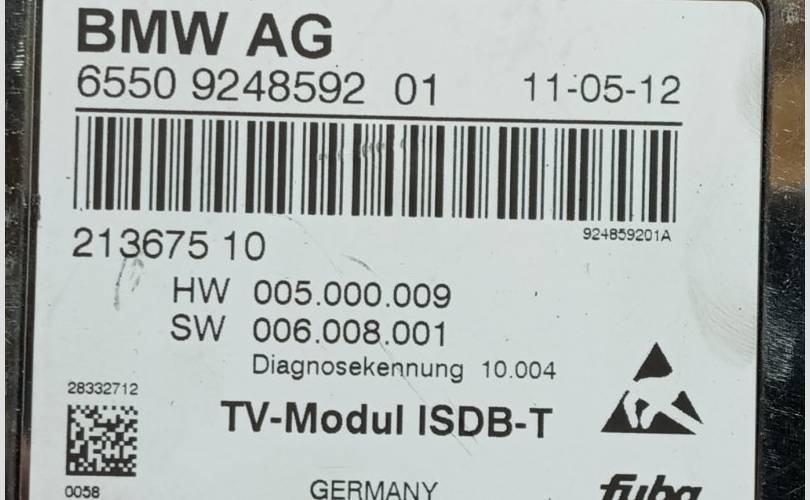 BMW AG
6550 9248592 01 11-05-12
924859201A
213675 10
HW 005.000.009
SW 006.008.001
Diagnosekennung 10.004
28332712
TV-Modul ISDB-T
0058
GERMANY
fuba